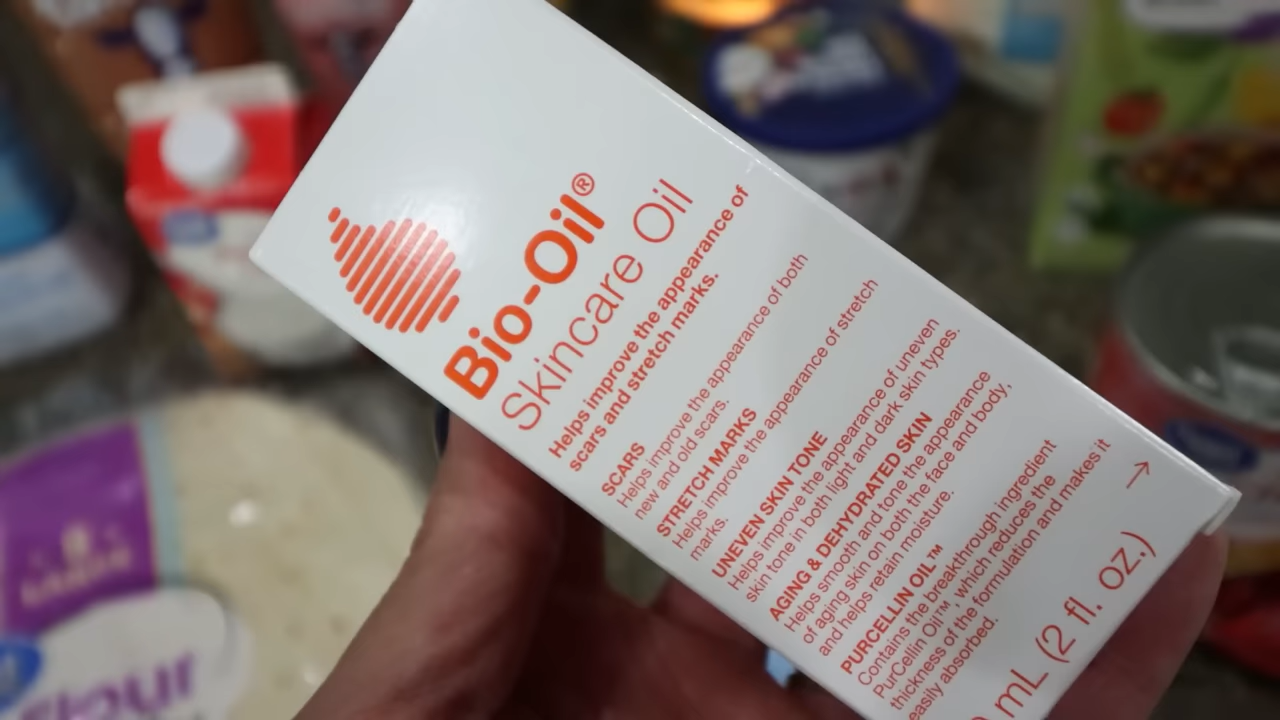 Bio-Oil®
Skincare Oil
Helps improve the appearance of
scars and stretch marks.
SCARS
Helps improve the appearance of both
new and old scars.
STRETCH MARKS
Helps improve the appearance of stretch
marks.
UNEVEN SKIN TONE
Helps improve the appearance of uneven
skin tone in both light and dark skin types.
AGING & DEHYDRATED SKIN
Helps smooth and tone the appearance
of aging skin on both the face and body,
and helps retain moisture.
PURCELLIN OIL™
Contains the breakthrough ingredient
PurCellin Oil™, which reduces the
thickness of the formulation and makes it
easily absorbed.
mL (2 fl. oz.)